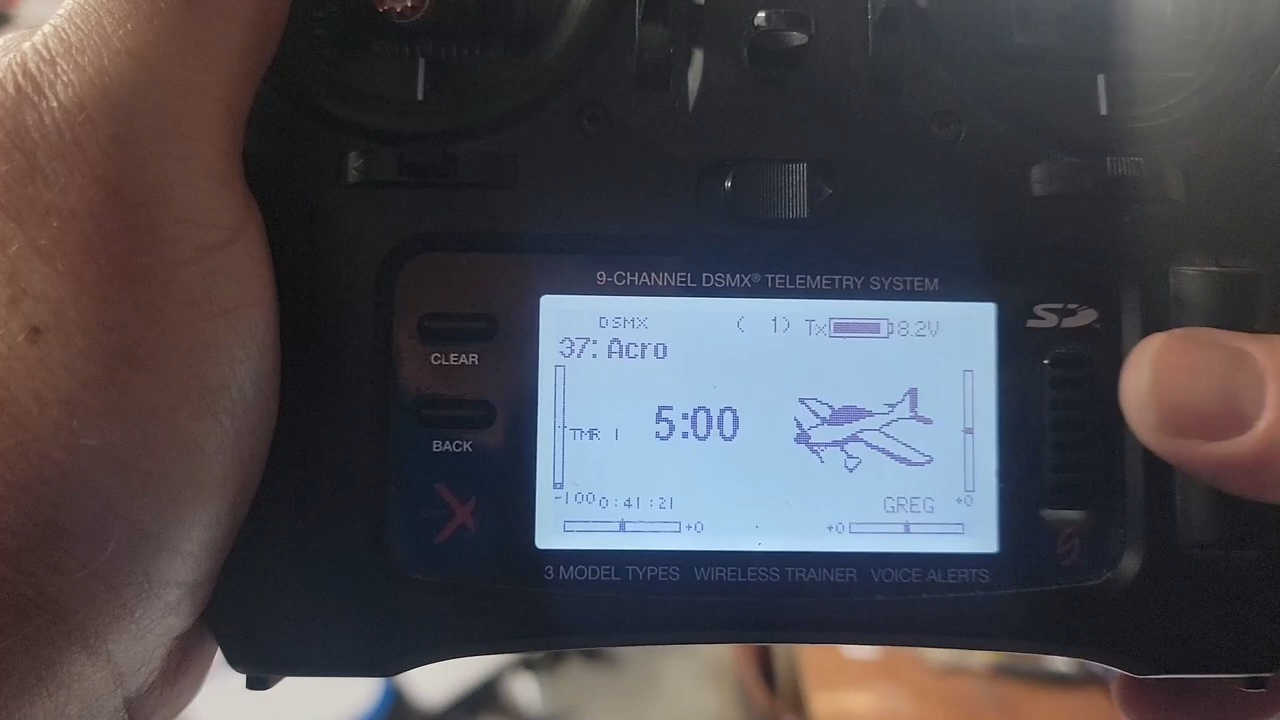 9-CHANNEL DSMX® TELEMETRY SYSTEM
DSMX ( 1) Tx 8.2V
37: Acro
TMR 1 5:00
-100 0:41:21
GREG +0
+0 +0
CLEAR
BACK
SD
3 MODEL TYPES WIRELESS TRAINER VOICE ALERTS